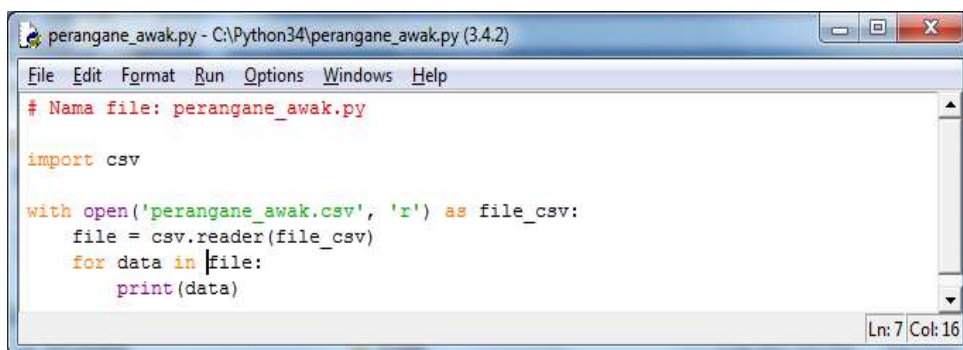 perangane_awak.py - C:\Python34\perangane_awak.py (3.4.2)
File Edit Format Run Options Windows Help
# Nama file: perangane_awak.py
import csv
with open('perangane_awak.csv', 'r') as file_csv:
    file = csv.reader(file_csv)
    for data in file:
        print(data)
Ln: 7 Col: 16